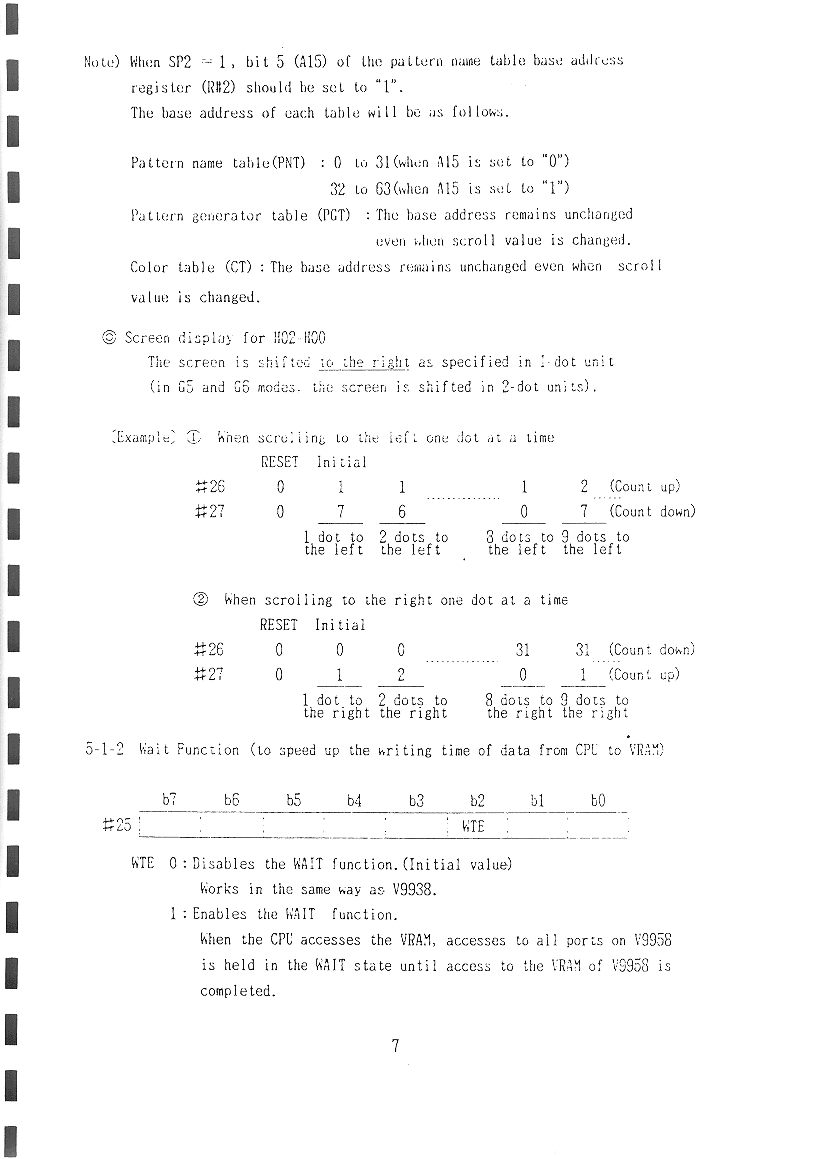 Note) When SP2 = 1, bit 5 (A15) of the pattern name table base address
register (R#2) should be set to "1".
The base address of each table will be as follows.
Pattern name table(PNT) : 0 to 31(when A15 is set to "0")
32 to 63(when A15 is set to "1")
Pattern generator table (PGT) : The base address remains unchanged
even when scroll value is changed.
Color table (CT) : The base address remains unchanged even when scroll
value is changed.
◎ Screen display for HO2-HO0
The screen is shifted to the right as specified in 1-dot unit
(in G5 and G6 modes. the screen is shifted in 2-dot units).
[Example] ① When scrolling to the left one dot at a time
RESET Initial
#26 0 1 1 .............. 1 2 (Count up)
#27 0 7 6 0 ...... 7 (Count down)
1 dot to 2 dots to 8 dots to 9 dots to
the left the left the left the left
② When scrolling to the right one dot at a time
RESET Initial
#26 0 0 0 .............. 31 31 (Count down)
#27 0 1 2 0 ...... 1 (Count up)
1 dot to 2 dots to 8 dots to 9 dots to
the right the right the right the right
5-1-2 Wait Function (to speed up the writing time of data from CPU to VRAM)
b7 b6 b5 b4 b3 b2 b1 b0
#25 WTE
WTE 0 : Disables the WAIT function.(Initial value)
Works in the same way as V9938.
1 : Enables the WAIT function.
When the CPU accesses the VRAM, accesses to all ports on V9958
is held in the WAIT state until access to the VRAM of V9958 is
completed.
7